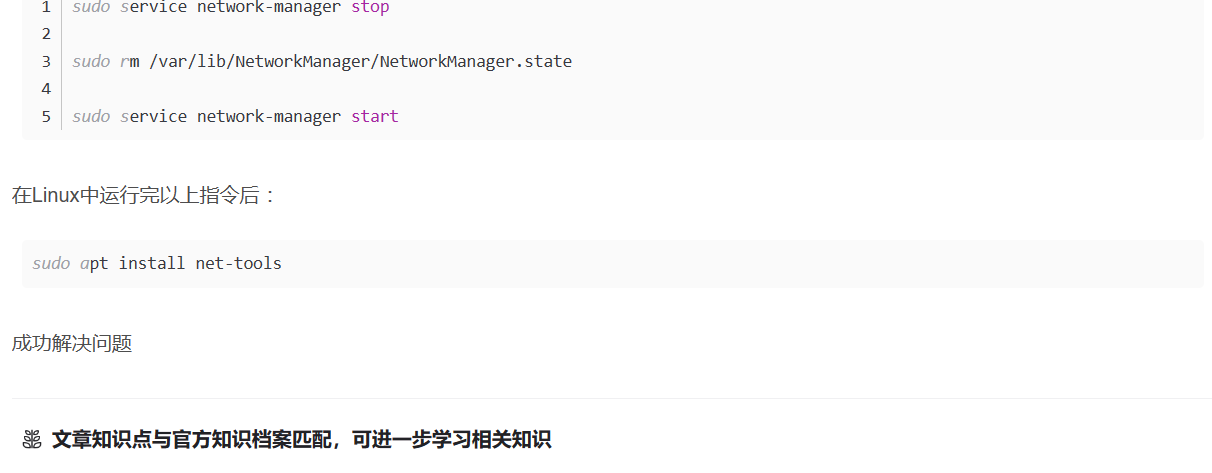 1 sudo service network-manager stop
2
3 sudo rm /var/lib/NetworkManager/NetworkManager.state
4
5 sudo service network-manager start
在Linux中运行完以上指令后：
sudo apt install net-tools
成功解决问题
文章知识点与官方知识档案匹配，可进一步学习相关知识